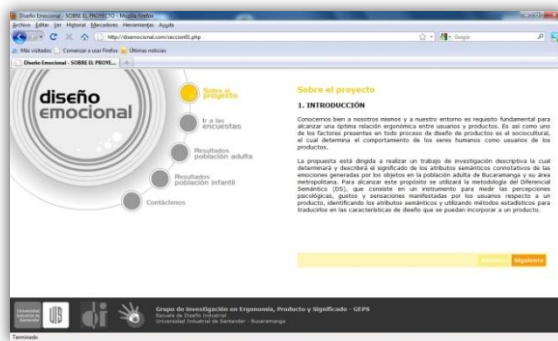 Diseño Emocional - SOBRE EL PROYECTO - Mozilla Firefox
Archivo Editar Ver Historial Marcadores Herramientas Ayuda
http://disemocional.com/seccion01.php
Google
Más visitados Comenzar a usar Firefox Últimas noticias
Diseño Emocional - SOBRE EL PROYE...
diseño
emocional
Sobre el
proyecto
Ir a las
encuestas
Resultados
población adulta
Resultados
población infantil
Contáctenos
Sobre el proyecto
1. INTRODUCCIÓN
Conocernos bien a nosotros mismos y a nuestro entorno es requisito fundamental para
alcanzar una óptima relación ergonómica entre usuarios y productos. Es así como uno
de los factores presentes en todo proceso de diseño de productos es el sociocultural,
el cual determina el comportamiento de los seres humanos como usuarios de los
productos.
La propuesta está dirigida a realizar un trabajo de investigación descriptiva la cual
determinará y describirá el significado de los atributos semánticos connotativos de las
emociones generadas por los objetos en la población adulta de Bucaramanga y su área
metropolitana. Para alcanzar este propósito se utilizará la metodología del Diferencial
Semántico (DS), que consiste en un instrumento para medir las percepciones
psicológicas, gustos y sensaciones manifestadas por los usuarios respecto a un
producto, identificando los atributos semánticos y utilizando métodos estadísticos para
traducirlos en las características de diseño que se puedan incorporar a un producto.
Anterior Siguiente
Universidad
Industrial de
Santander
UIS
di
Grupo de Investigación en Ergonomía, Producto y Significado - GEPS
Escuela de Diseño Industrial
Universidad Industrial de Santander - Bucaramanga
Terminado